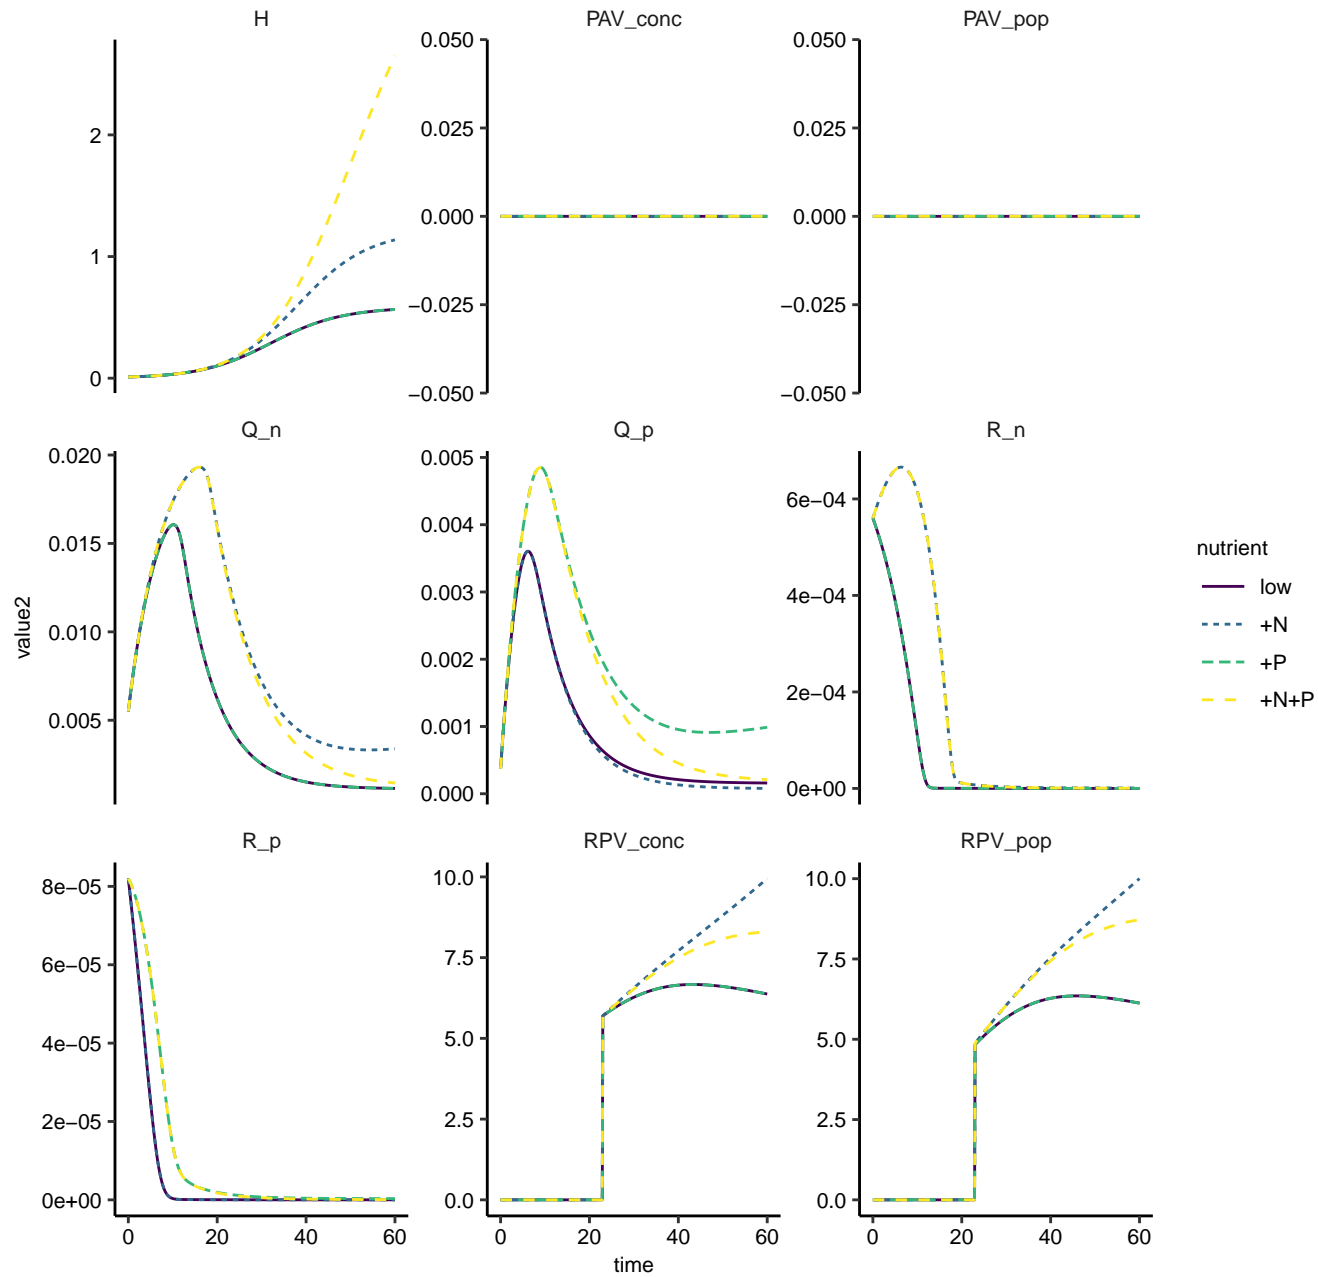 H
PAV_conc
PAV_pop
2
1
0
0.050
0.025
0.000
−0.025
−0.050
0.050
0.025
0.000
−0.025
−0.050
Q_n
Q_p
R_n
0.020
0.015
0.010
0.005
0.005
0.004
0.003
0.002
0.001
0.000
6e−04
4e−04
2e−04
0e+00
value2
nutrient
low
+N
+P
+N+P
R_p
RPV_conc
RPV_pop
8e−05
6e−05
4e−05
2e−05
0e+00
10.0
7.5
5.0
2.5
0.0
10.0
7.5
5.0
2.5
0.0
0 20 40 60
0 20 40 60
0 20 40 60
time